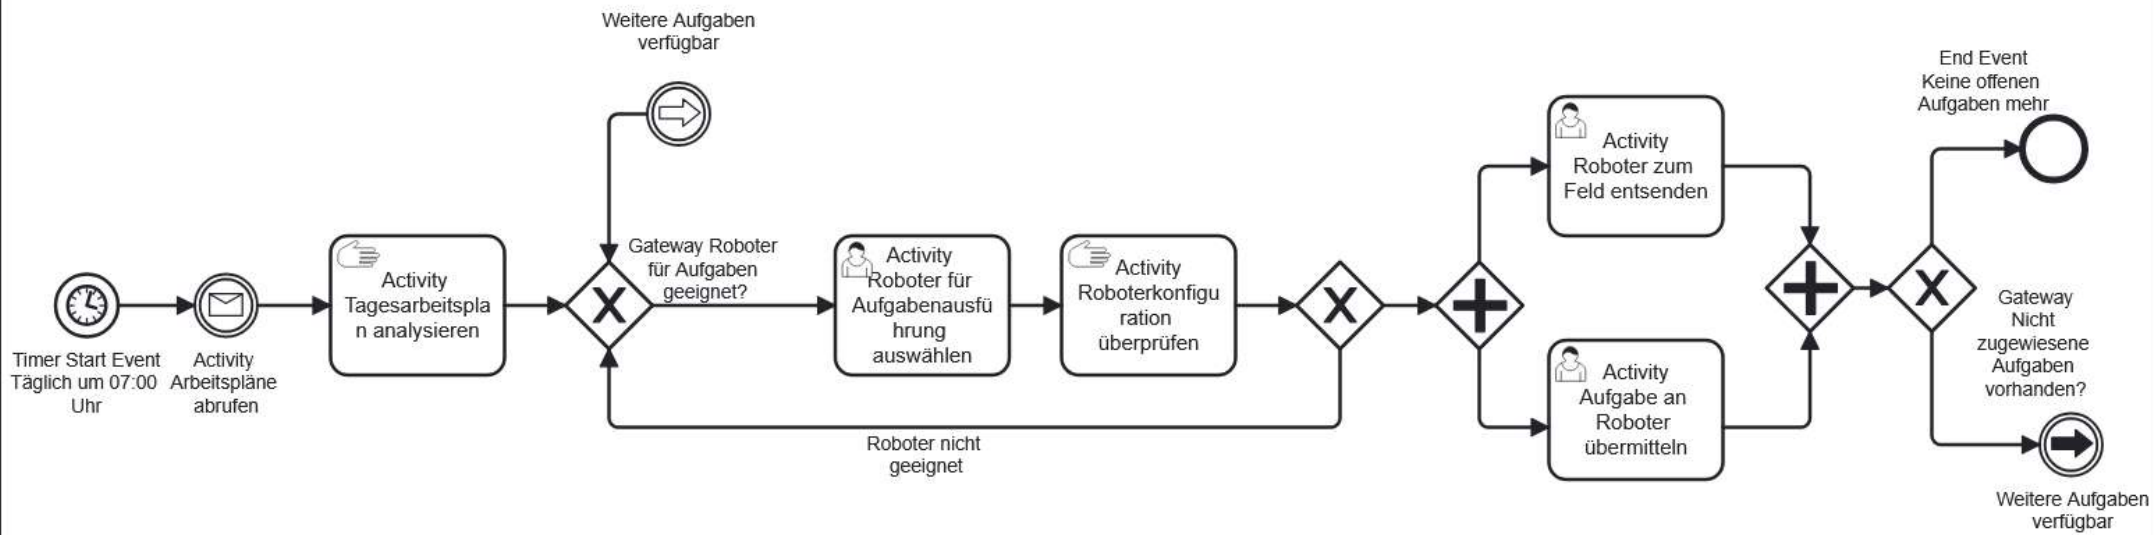 Weitere Aufgaben
verfügbar
Timer Start Event
Täglich um 07:00
Uhr
Activity
Arbeitspläne
abrufen
Activity
Tagesarbeitspla
n analysieren
Gateway Roboter
für Aufgaben
geeignet?
Activity
Roboter für
Aufgabenausfü
hrung
auswählen
Activity
Roboterkonfigu
ration
überprüfen
Roboter nicht
geeignet
Activity
Roboter zum
Feld entsenden
Activity
Aufgabe an
Roboter
übermitteln
End Event
Keine offenen
Aufgaben mehr
Gateway
Nicht
zugewiesene
Aufgaben
vorhanden?
Weitere Aufgaben
verfügbar